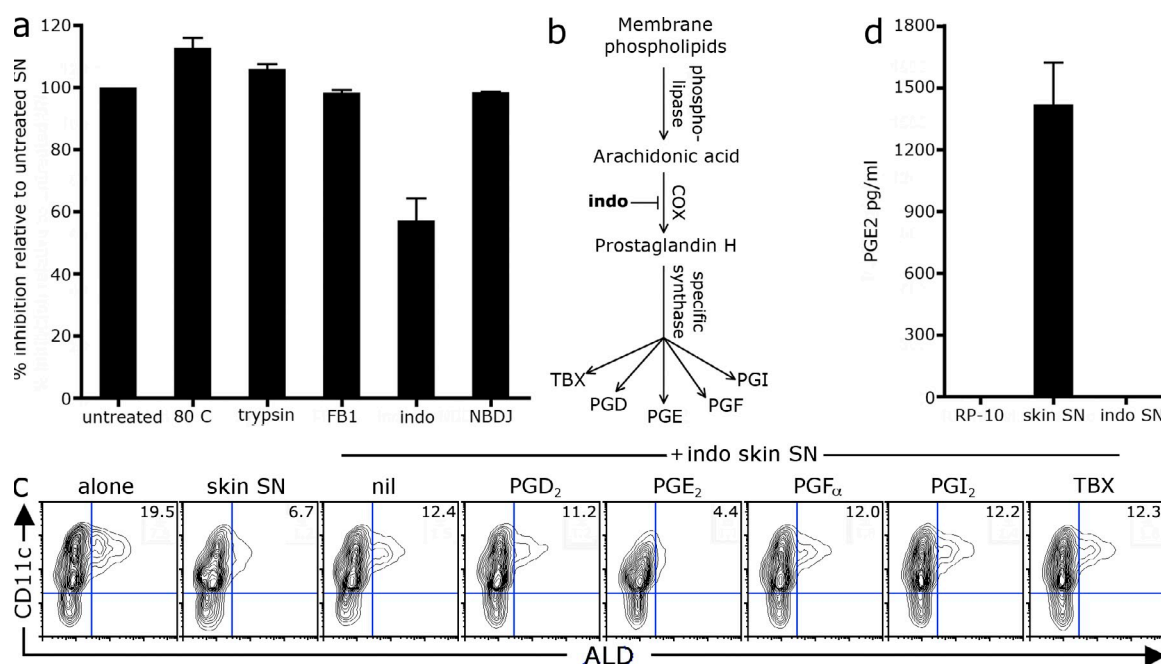 a
% inhibition relative to untreated SN
120
100
80
60
40
20
0
untreated
80 C
trypsin
FB1
indo
NBDJ
b
Membrane
phospholipids
phospho-
lipase
Arachidonic acid
indo
COX
Prostaglandin H
specific
synthase
TBX
PGD
PGE
PGF
PGI
d
PGE2 pg/ml
1800
1500
1200
900
600
300
0
RP-10
skin SN
indo SN
+indo skin SN
c
alone
skin SN
nil
PGD₂
PGE₂
PGFα
PGI₂
TBX
19.5
6.7
12.4
11.2
4.4
12.0
12.2
12.3
CD11c
ALD